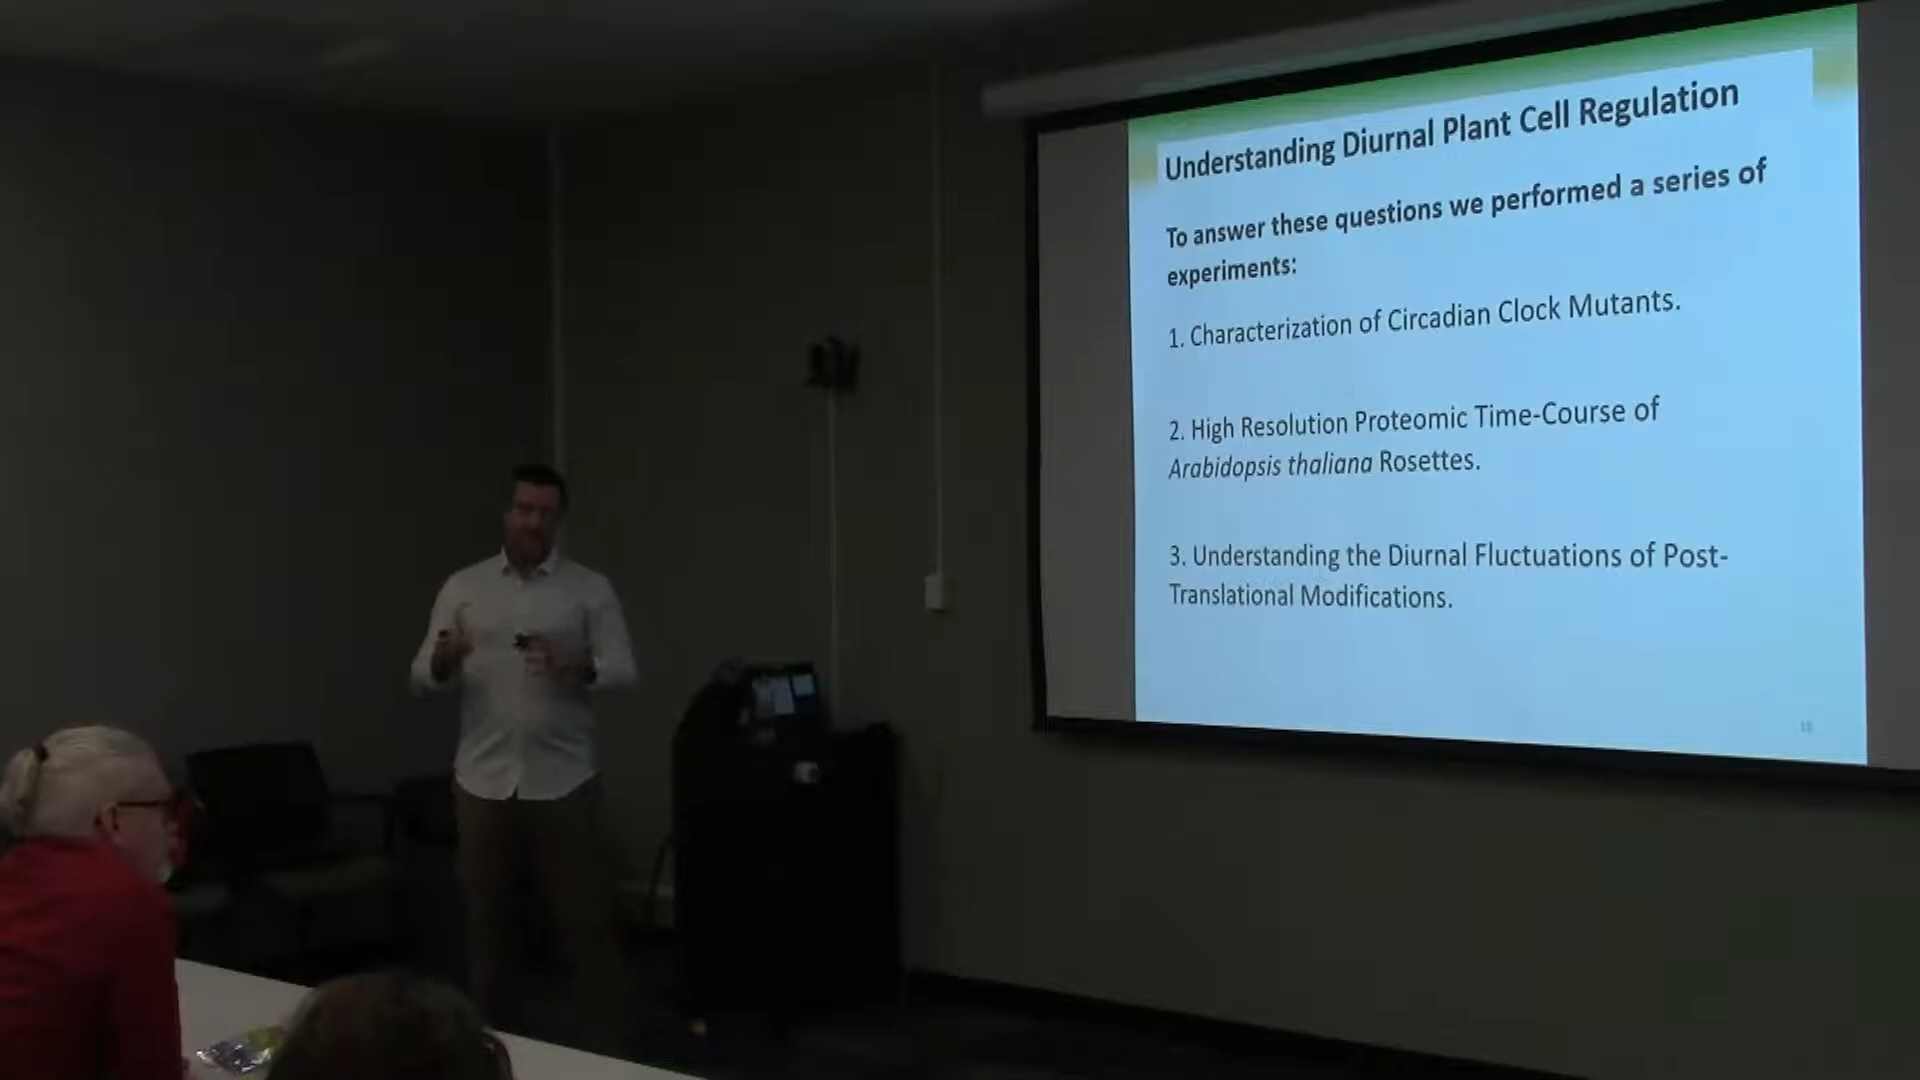 Understanding Diurnal Plant Cell Regulation
To answer these questions we performed a series of
experiments:
1. Characterization of Circadian Clock Mutants.
2. High Resolution Proteomic Time-Course of
Arabidopsis thaliana Rosettes.
3. Understanding the Diurnal Fluctuations of Post-
Translational Modifications.